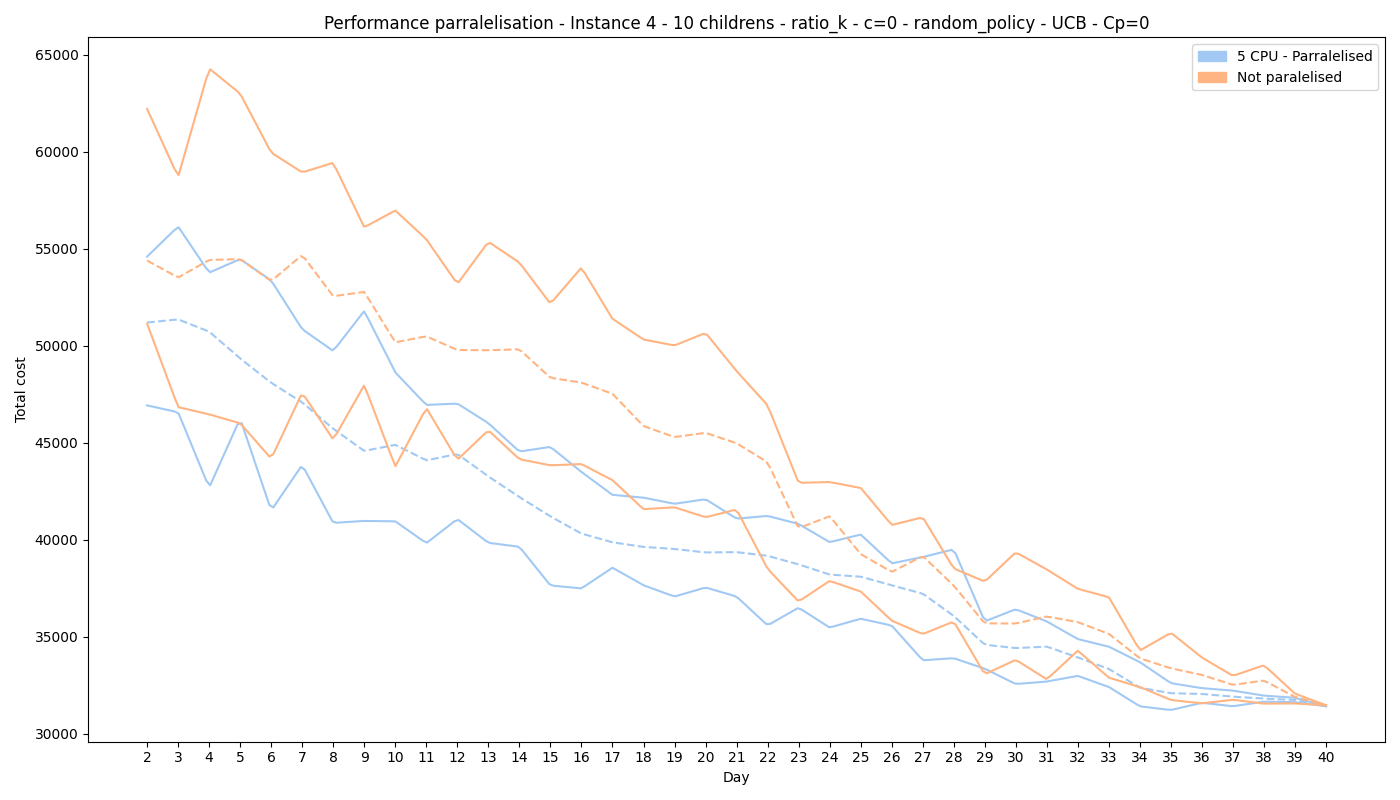 Performance parralelisation - Instance 4 - 10 childrens - ratio_k - c=0 - random_policy - UCB - Cp=0
5 CPU - Parralelised
Not paralelised
65000
60000
55000
50000
45000
40000
35000
30000
Total cost
2 3 4 5 6 7 8 9 10 11 12 13 14 15 16 17 18 19 20 21 22 23 24 25 26 27 28 29 30 31 32 33 34 35 36 37 38 39 40
Day